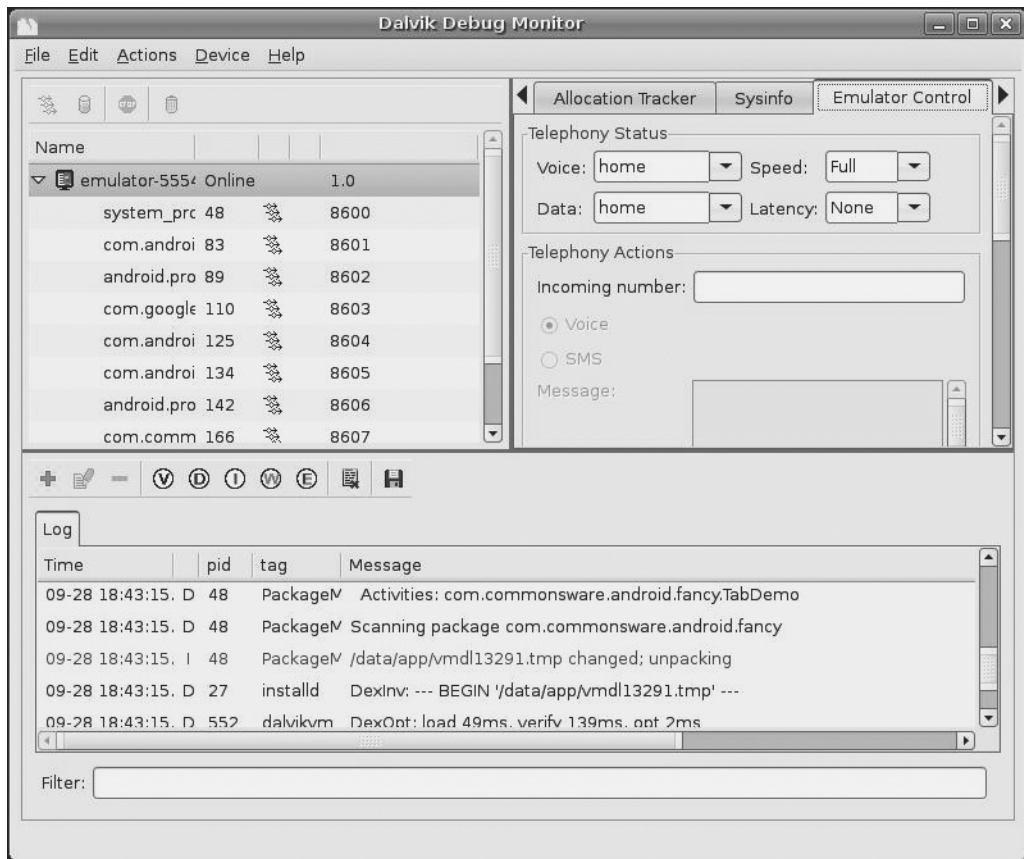 Dalvik Debug Monitor
File Edit Actions Device Help
Name
emulator-5554 Online 1.0
system_prc 48 8600
com.androi 83 8601
android.pro 89 8602
com.google 110 8603
com.androi 125 8604
com.androi 134 8605
android.pro 142 8606
com.comm 166 8607
Allocation Tracker Sysinfo Emulator Control
Telephony Status
Voice: home Speed: Full
Data: home Latency: None
Telephony Actions
Incoming number:
Voice
SMS
Message:
V D I W E
Log
Time pid tag Message
09-28 18:43:15. D 48 PackageM Activities: com.commonsware.android.fancy.TabDemo
09-28 18:43:15. D 48 PackageM Scanning package com.commonsware.android.fancy
09-28 18:43:15. I 48 PackageM /data/app/vmdl13291.tmp changed; unpacking
09-28 18:43:15. D 27 installd DexInv: --- BEGIN '/data/app/vmdl13291.tmp' ---
09-28 18:43:15. D 552 dalvikvm DexOpt: load 49ms, verify 139ms, opt 2ms
Filter: